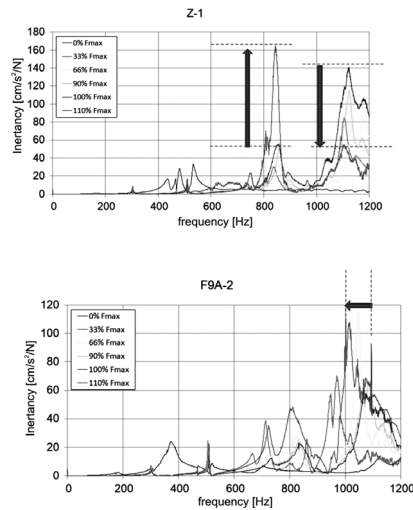 Z-1
180
160
140
120
100
80
60
40
20
0
Inertancy [cm/s²/N]
0% Fmax
33% Fmax
66% Fmax
90% Fmax
100% Fmax
110% Fmax
0 200 400 600 800 1000 1200
frequency [Hz]
F9A-2
120
100
80
60
40
20
0
Inertancy [cm/s²/N]
0% Fmax
33% Fmax
66% Fmax
90% Fmax
100% Fmax
110% Fmax
0 200 400 600 800 1000 1200
frequency [Hz]